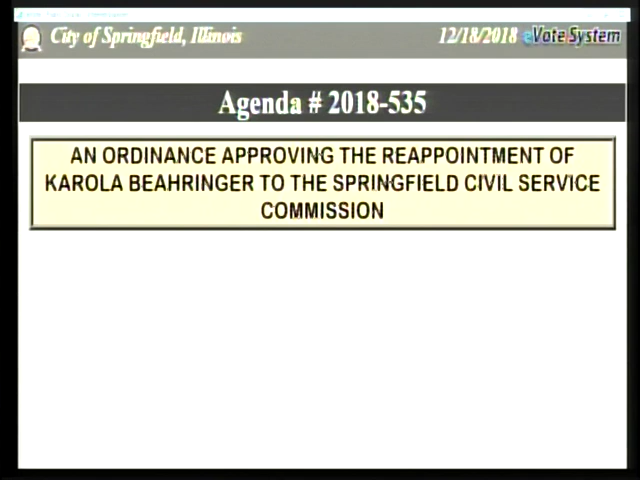 City of Springfield, Illinois
12/18/2018 eVote System
Agenda # 2018-535
AN ORDINANCE APPROVING THE REAPPOINTMENT OF
KAROLA BEAHRINGER TO THE SPRINGFIELD CIVIL SERVICE
COMMISSION